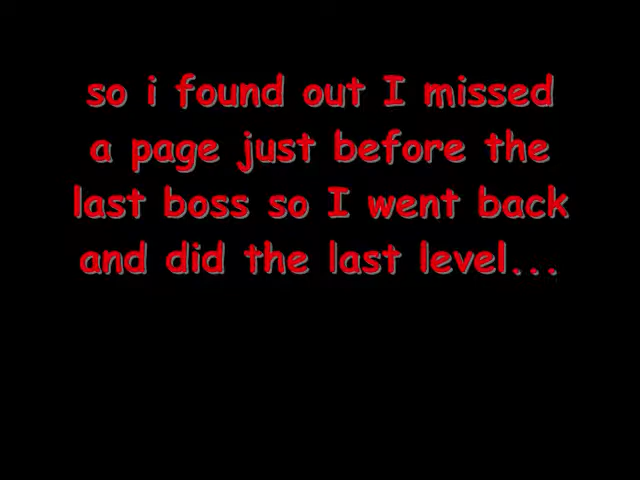 so i found out I missed
a page just before the
last boss so I went back
and did the last level...